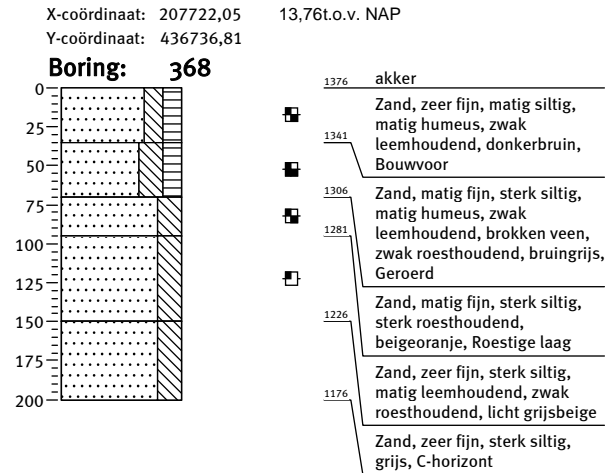 X-coördinaat: 207722,05 13,76t.o.v. NAP
Y-coördinaat: 436736,81
Boring: 368
0
25
50
75
100
125
150
175
200
1376 akker
Zand, zeer fijn, matig siltig,
matig humeus, zwak
leemhoudend, donkerbruin,
Bouwvoor
1341
Zand, matig fijn, sterk siltig,
matig humeus, zwak
leemhoudend, brokken veen,
zwak roesthoudend, bruingrijs,
Geroerd
1306
Zand, matig fijn, sterk siltig,
sterk roesthoudend,
beigeoranje, Roestige laag
1281
Zand, zeer fijn, sterk siltig,
matig leemhoudend, zwak
roesthoudend, licht grijsbeige
1226
Zand, zeer fijn, sterk siltig,
grijs, C-horizont
1176